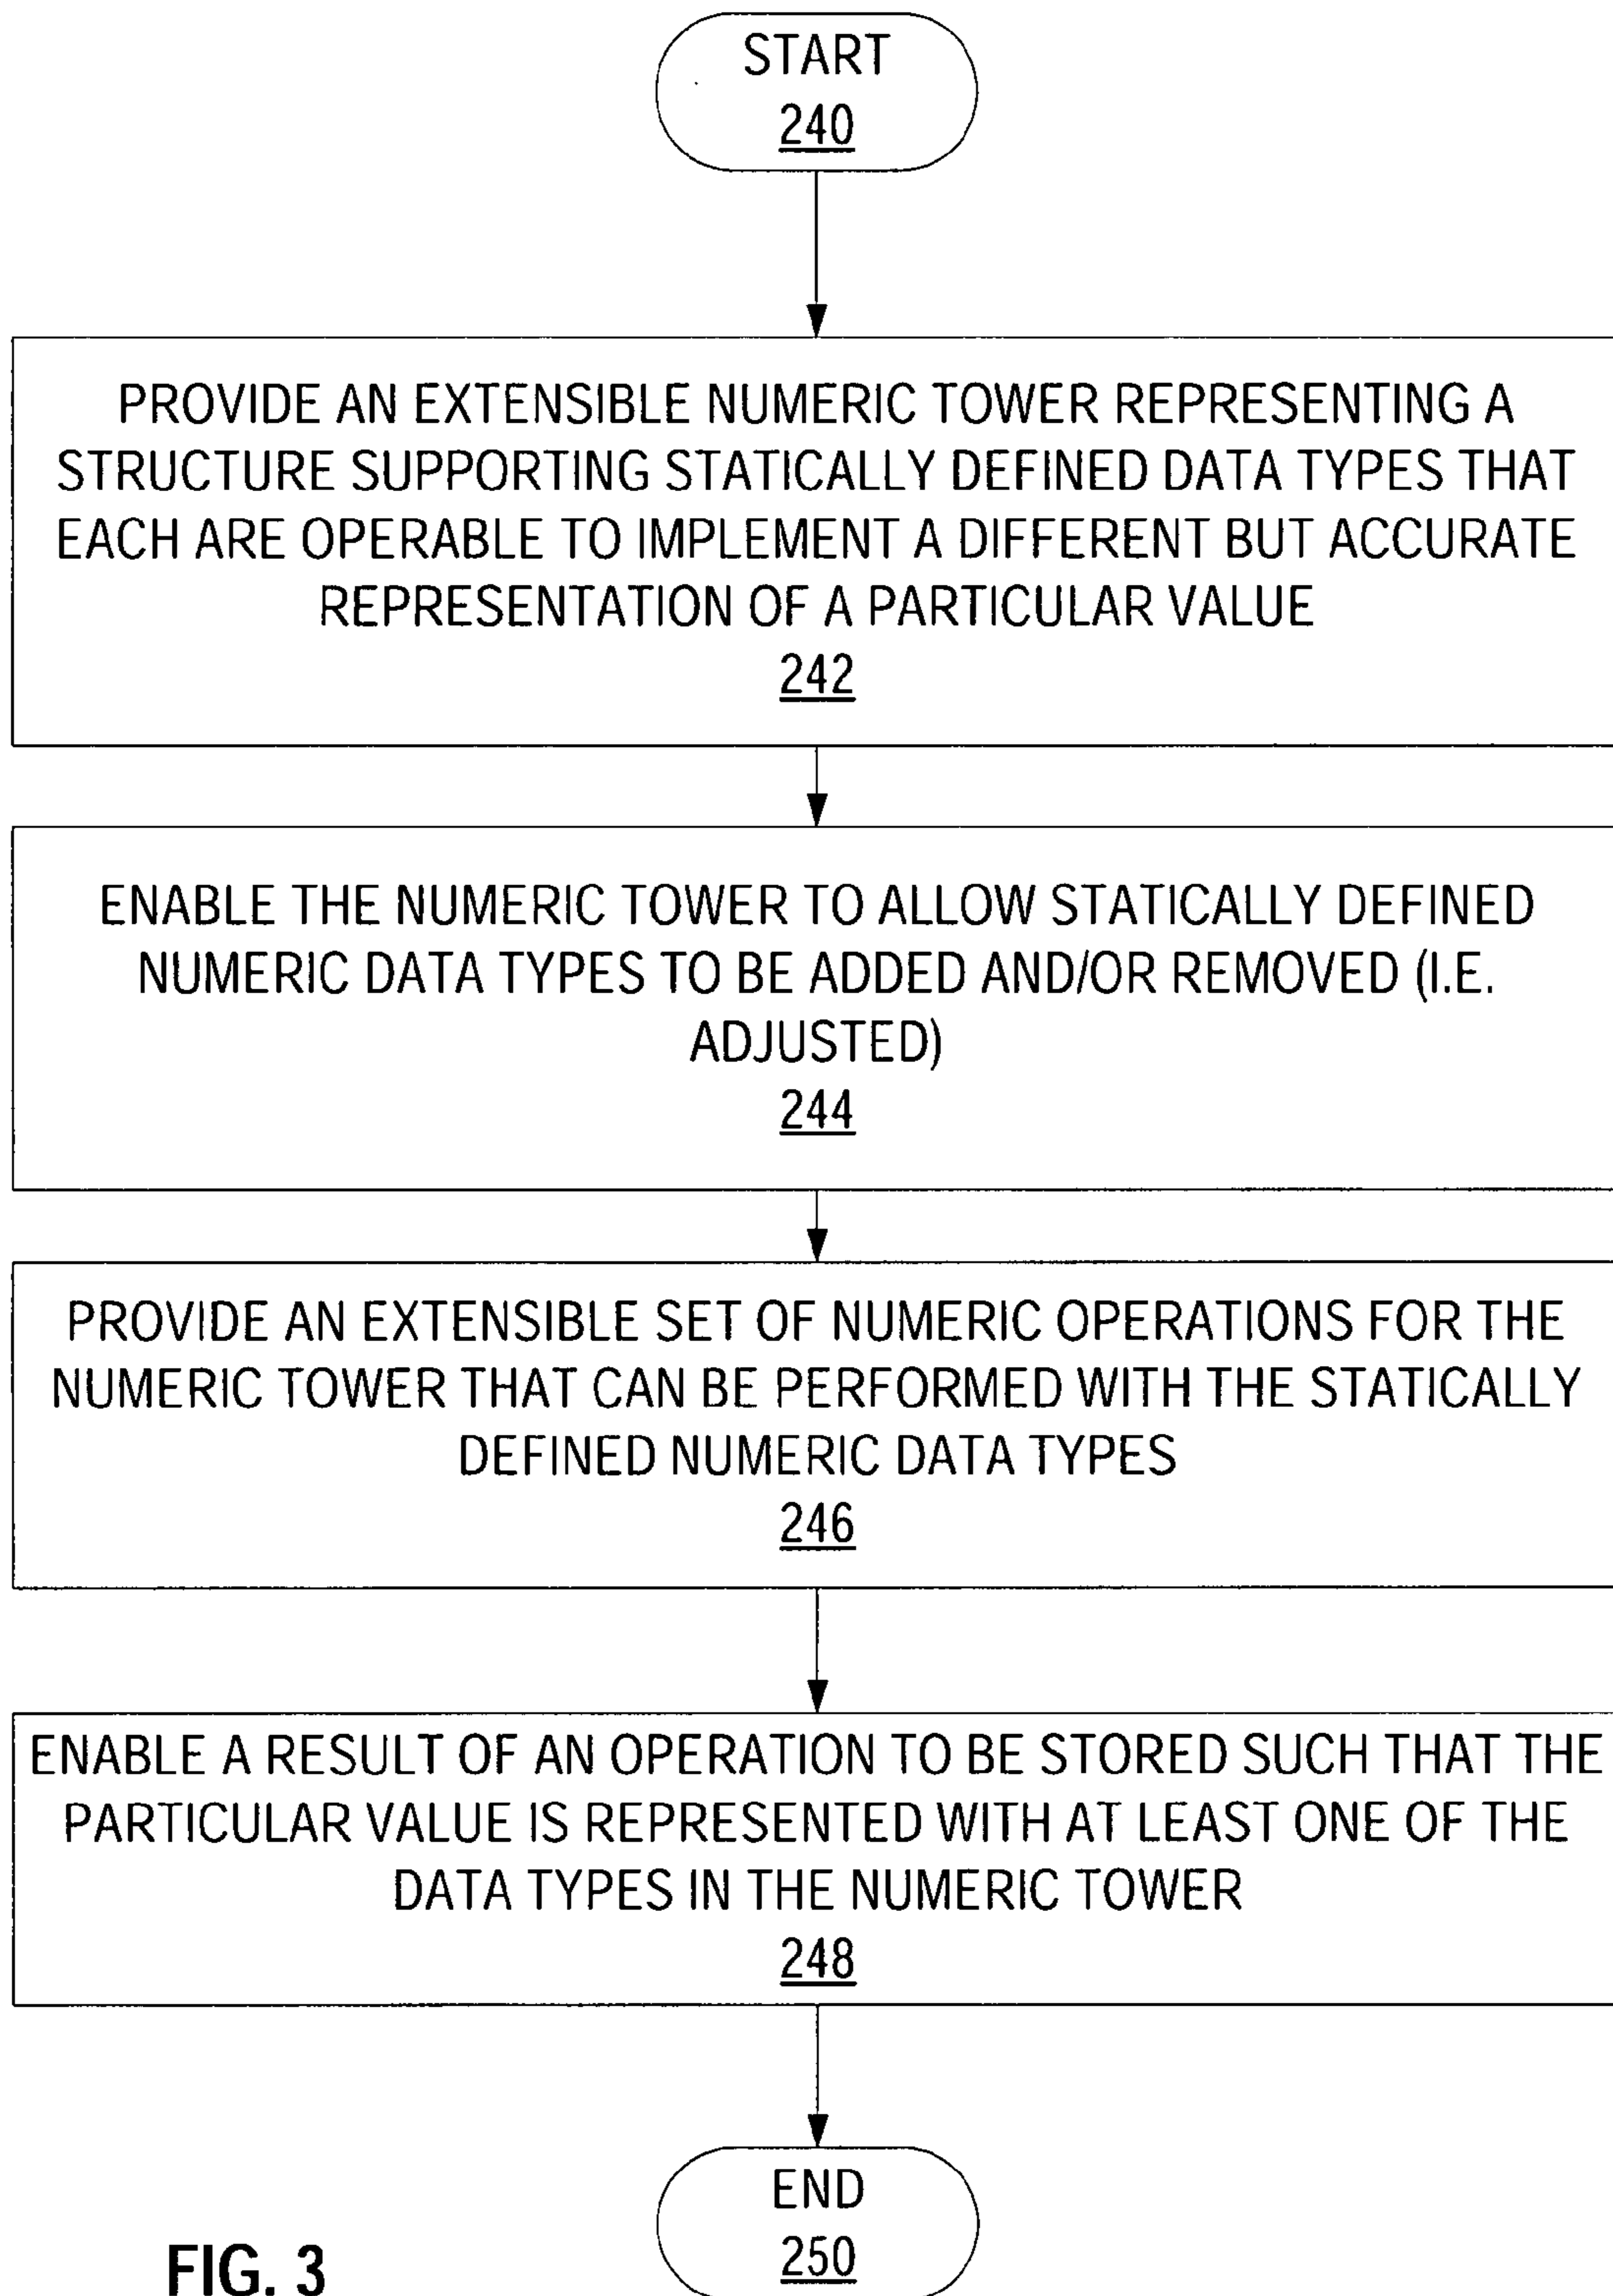 START
240
PROVIDE AN EXTENSIBLE NUMERIC TOWER REPRESENTING A
STRUCTURE SUPPORTING STATICALLY DEFINED DATA TYPES THAT
EACH ARE OPERABLE TO IMPLEMENT A DIFFERENT BUT ACCURATE
REPRESENTATION OF A PARTICULAR VALUE
242
ENABLE THE NUMERIC TOWER TO ALLOW STATICALLY DEFINED
NUMERIC DATA TYPES TO BE ADDED AND/OR REMOVED (I.E.
ADJUSTED)
244
PROVIDE AN EXTENSIBLE SET OF NUMERIC OPERATIONS FOR THE
NUMERIC TOWER THAT CAN BE PERFORMED WITH THE STATICALLY
DEFINED NUMERIC DATA TYPES
246
ENABLE A RESULT OF AN OPERATION TO BE STORED SUCH THAT THE
PARTICULAR VALUE IS REPRESENTED WITH AT LEAST ONE OF THE
DATA TYPES IN THE NUMERIC TOWER
248
END
250
FIG. 3